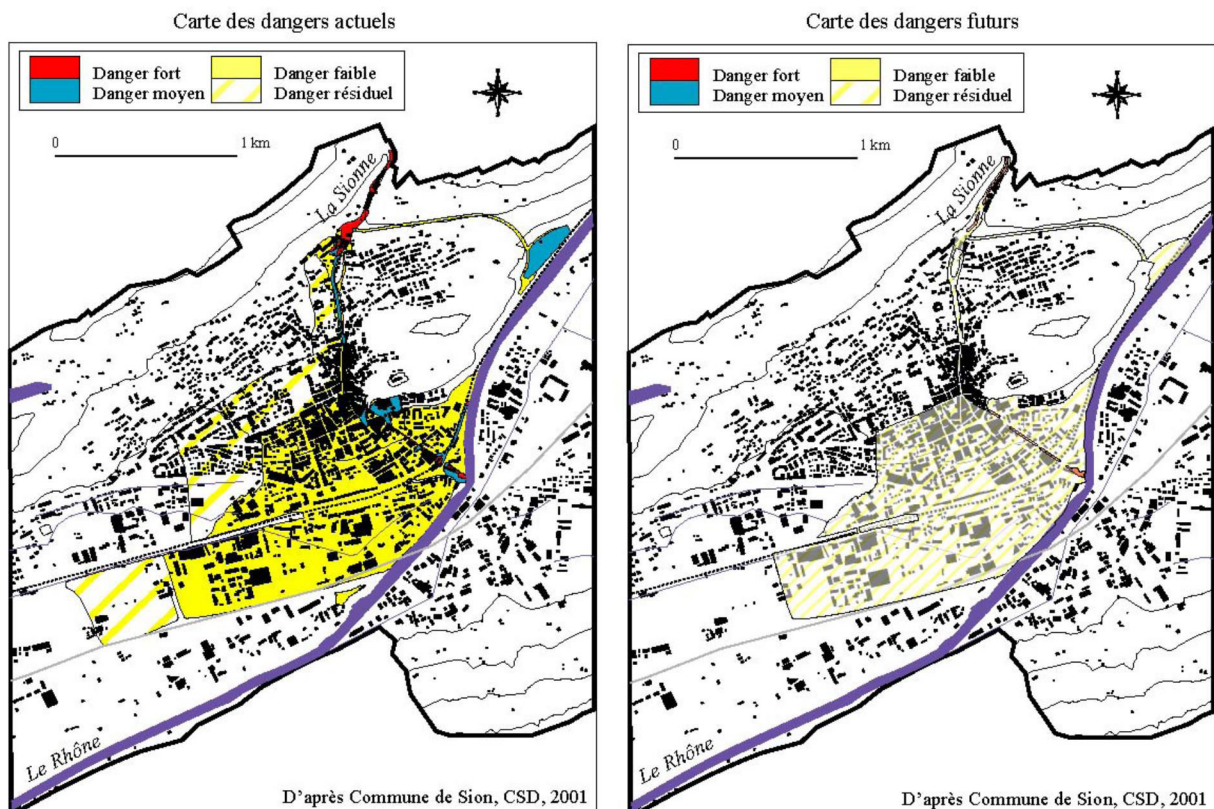 Carte des dangers actuels
Danger fort
Danger faible
Danger moyen
Danger résiduel
0
1 km
La Sionne
Le Rhône
D'après Commune de Sion, CSD, 2001
Carte des dangers futurs
Danger fort
Danger faible
Danger moyen
Danger résiduel
0
1 km
La Sionne
Le Rhône
D'après Commune de Sion, CSD, 2001